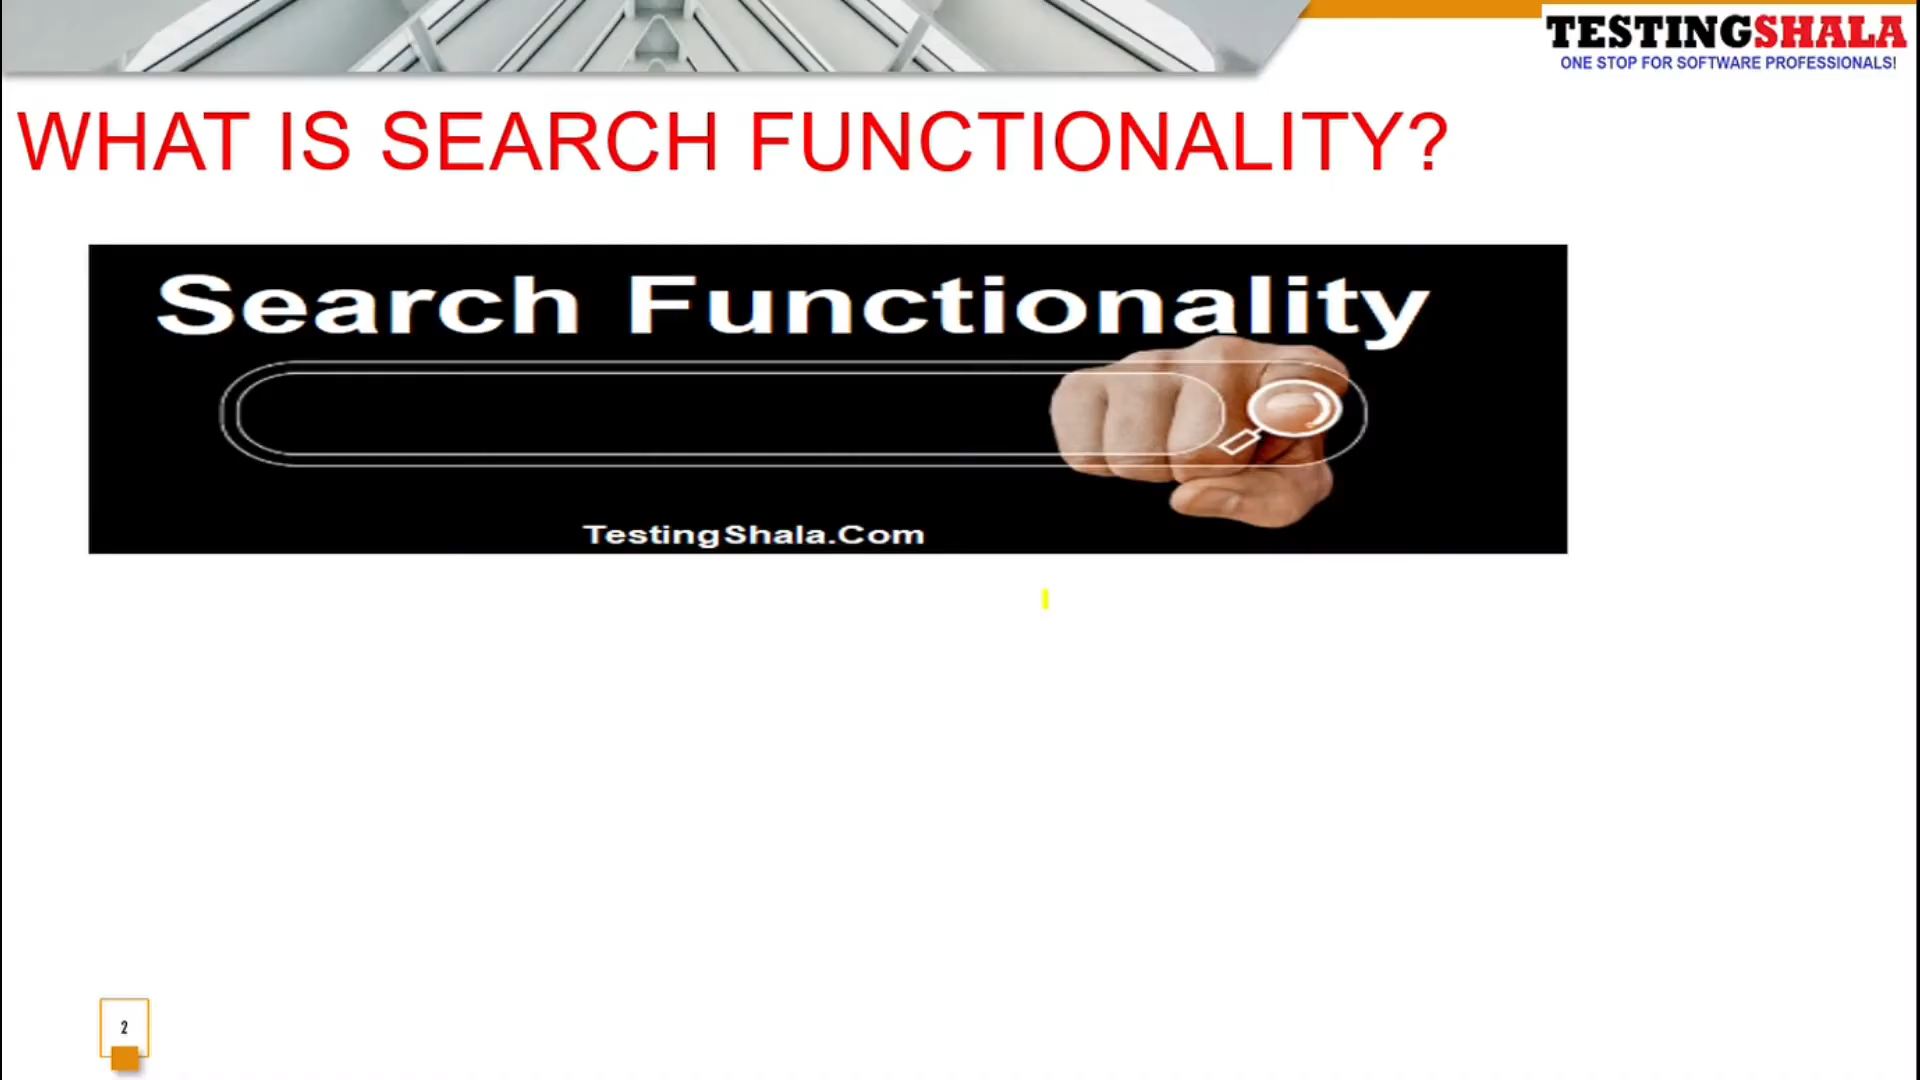 TESTINGSHALA
ONE STOP FOR SOFTWARE PROFESSIONALS!
WHAT IS SEARCH FUNCTIONALITY?
Search Functionality
TestingShala.Com
2